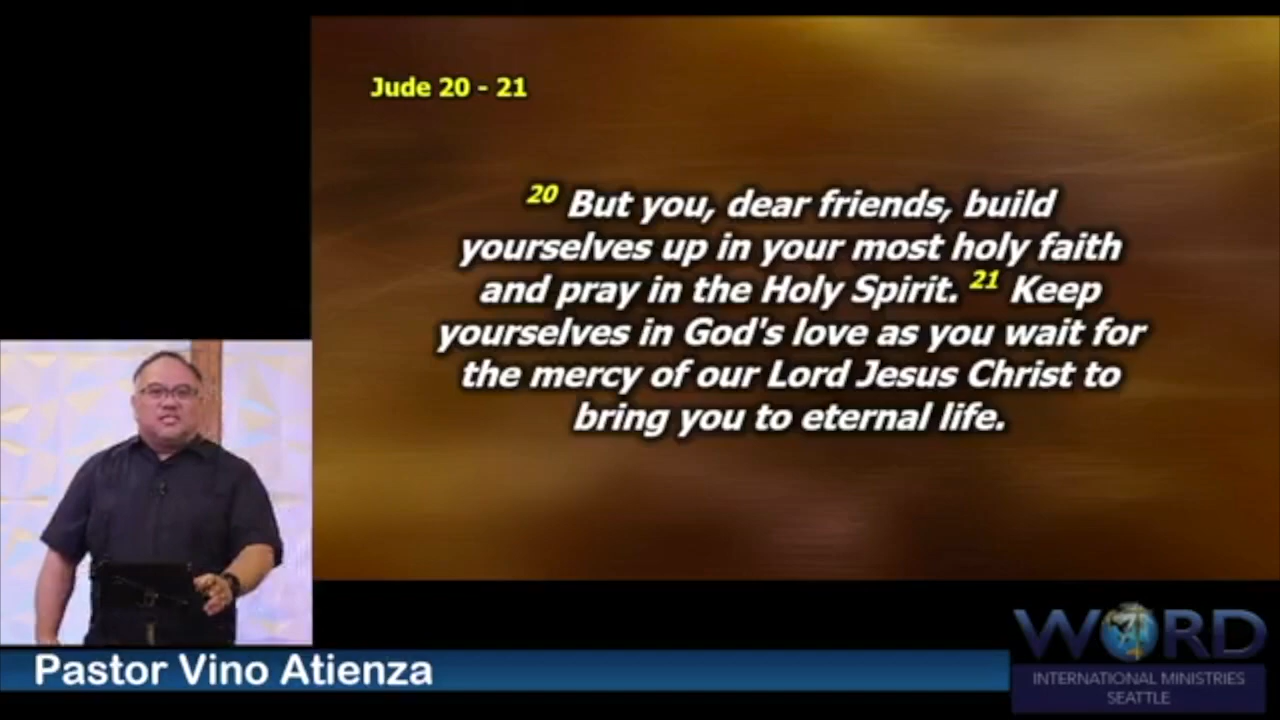 Jude 20 - 21
20 But you, dear friends, build
yourselves up in your most holy faith
and pray in the Holy Spirit. 21 Keep
yourselves in God's love as you wait for
the mercy of our Lord Jesus Christ to
bring you to eternal life.
Pastor Vino Atienza
WORD
INTERNATIONAL MINISTRIES
SEATTLE